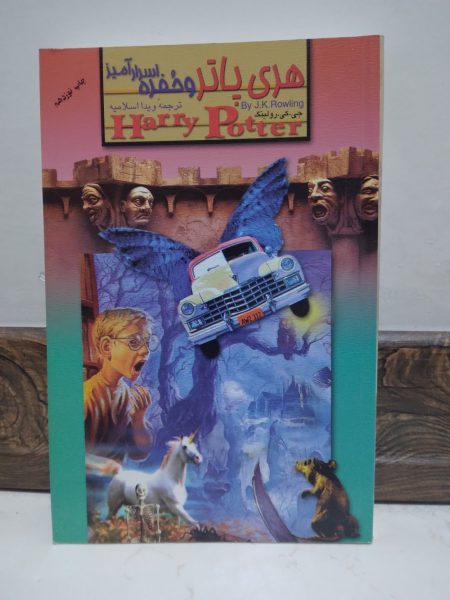 هری پاتر و حفره اسرارآمیز
چاپ نوزدهم
ترجمه ویدا اسلامیه
By J.K.Rowling
جی.کی.رولینگ
Harry Potter